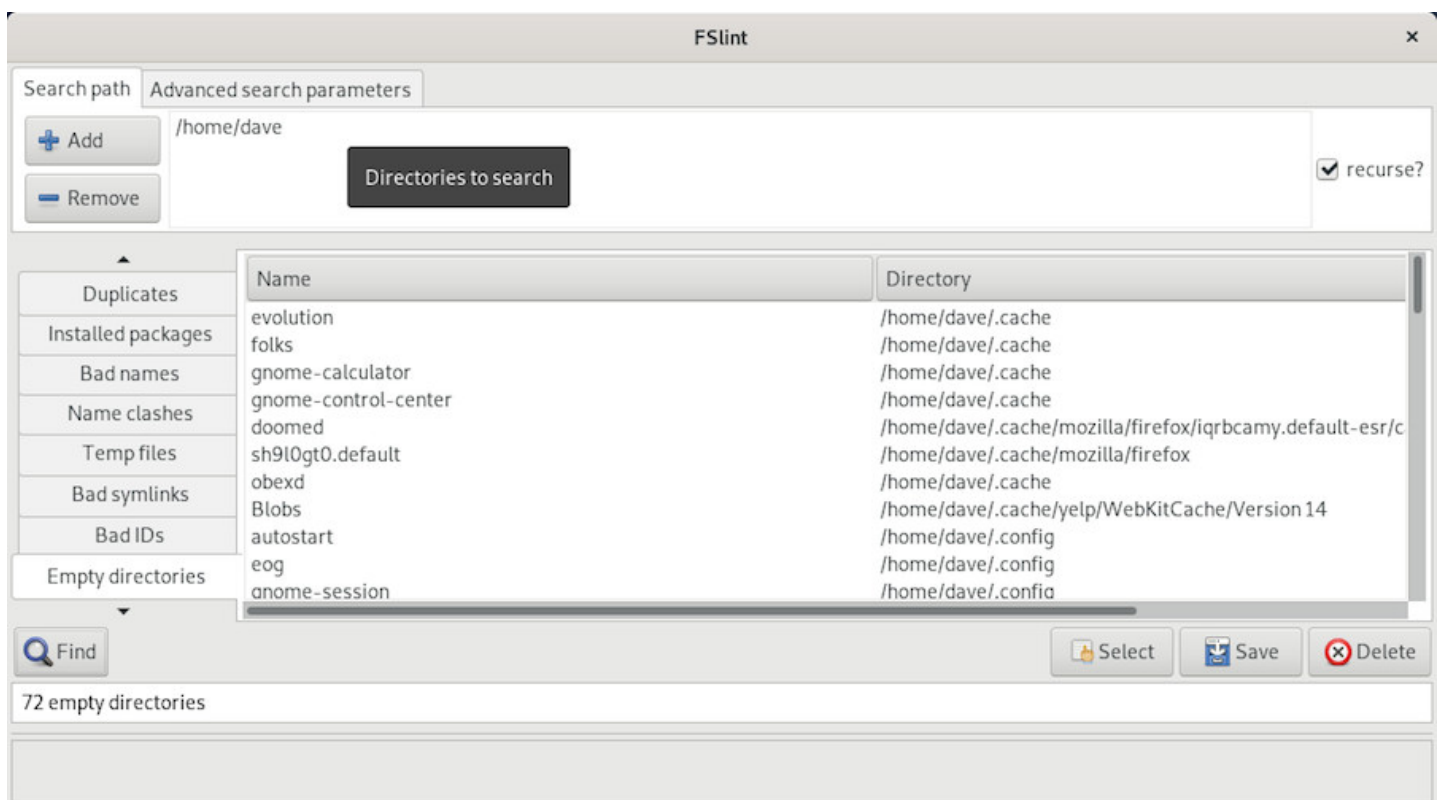 FSlint
Search path Advanced search parameters
Add
Remove
/home/dave
Directories to search
recurse?
Duplicates
Installed packages
Bad names
Name clashes
Temp files
Bad symlinks
Bad IDs
Empty directories
Name Directory
evolution /home/dave/.cache
folks /home/dave/.cache
gnome-calculator /home/dave/.cache
gnome-control-center /home/dave/.cache
doomed /home/dave/.cache/mozilla/firefox/iqrbcamy.default-esr/c
sh9l0gt0.default /home/dave/.cache/mozilla/firefox
obexd /home/dave/.cache
Blobs /home/dave/.cache/yelp/WebKitCache/Version 14
autostart /home/dave/.config
eog /home/dave/.config
gnome-session /home/dave/.config
Find Select Save Delete
72 empty directories